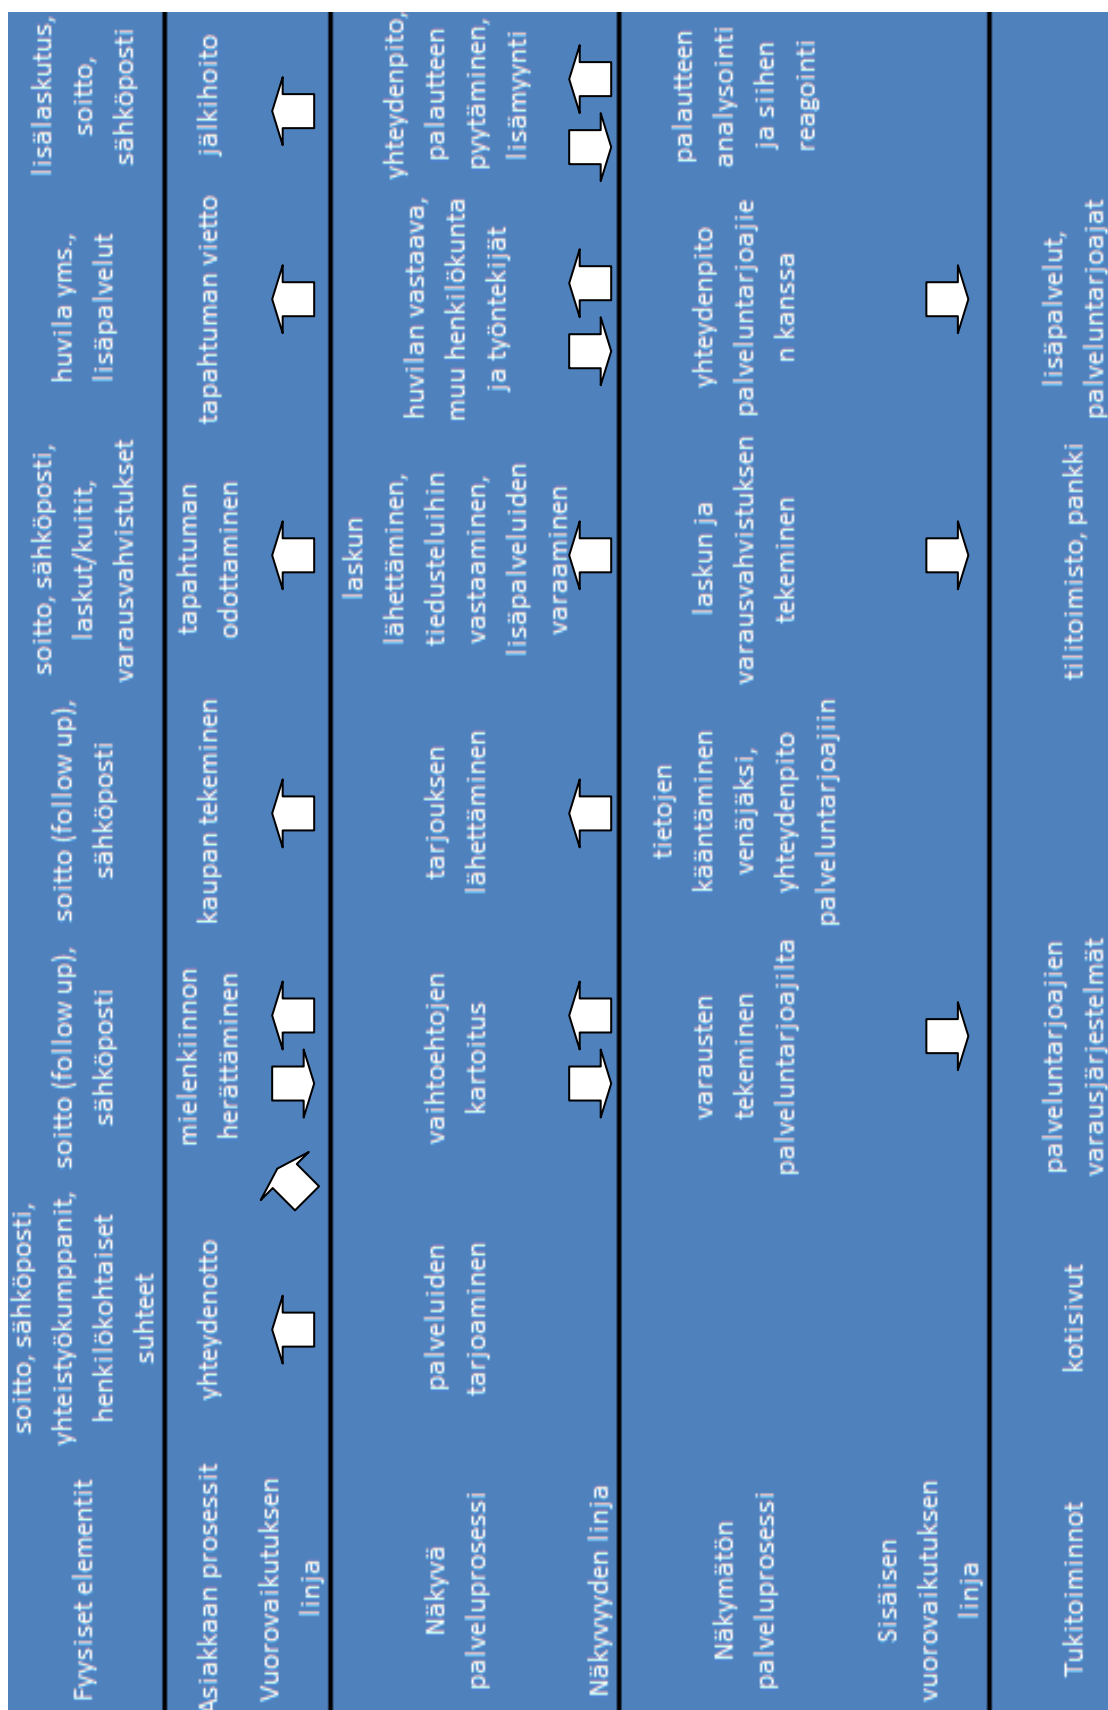 Fyysiset elementit
soitto, sähköposti,
yhteistyökumppanit,
henkilökohtaiset
suhteet
soitto (follow up),
sähköposti
soitto (follow up),
sähköposti
soitto, sähköposti,
laskut/kuitit,
varausvahvistukset
huvila yms.,
lisäpalvelut
lisälaskutus,
soitto,
sähköposti
Asiakkaan prosessit
yhteydenotto
mielenkiinnon
herättäminen
kaupan tekeminen
tapahtuman
odottaminen
tapahtuman vietto
jälkihoito
Vuorovaikutuksen
linja
Näkyvä
palveluprosessi
palveluiden
tarjoaminen
vaihtoehtojen
kartoitus
tarjouksen
lähettäminen
laskun
lähettäminen,
tiedusteluihin
vastaaminen,
lisäpalveluiden
varaaminen
huvilan vastaava,
muu henkilökunta
ja työntekijät
yhteydenpito,
palautteen
pyytäminen,
lisämyynti
Näkyvyyden linja
Näkymätön
palveluprosessi
varausten
tekeminen
palveluntarjoajilta
tietojen
kääntäminen
venäjäksi,
yhteydenpito
palveluntarjoajiin
laskun ja
varausvahvistuksen
tekeminen
yhteydenpito
palveluntarjoajie
n kanssa
palautteen
analysointi
ja siihen
reagointi
Sisäisen
vuorovaikutuksen
linja
Tukitoiminnot
kotisivut
palveluntarjoajien
varausjärjestelmät
tilitoimisto, pankki
lisäpalvelut,
palveluntarjoajat